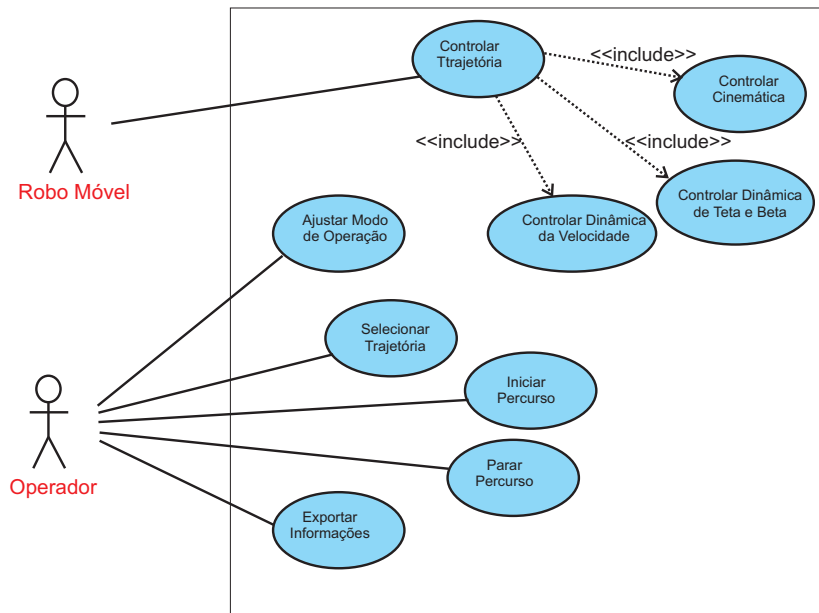 Controlar
Ttrajetória
<<include>>
Controlar
Cinemática
<<include>>
<<include>>
Robo Móvel
Controlar Dinâmica
de Teta e Beta
Controlar Dinâmica
da Velocidade
Ajustar Modo
de Operação
Selecionar
Trajetória
Iniciar
Percurso
Operador
Parar
Percurso
Exportar
Informações